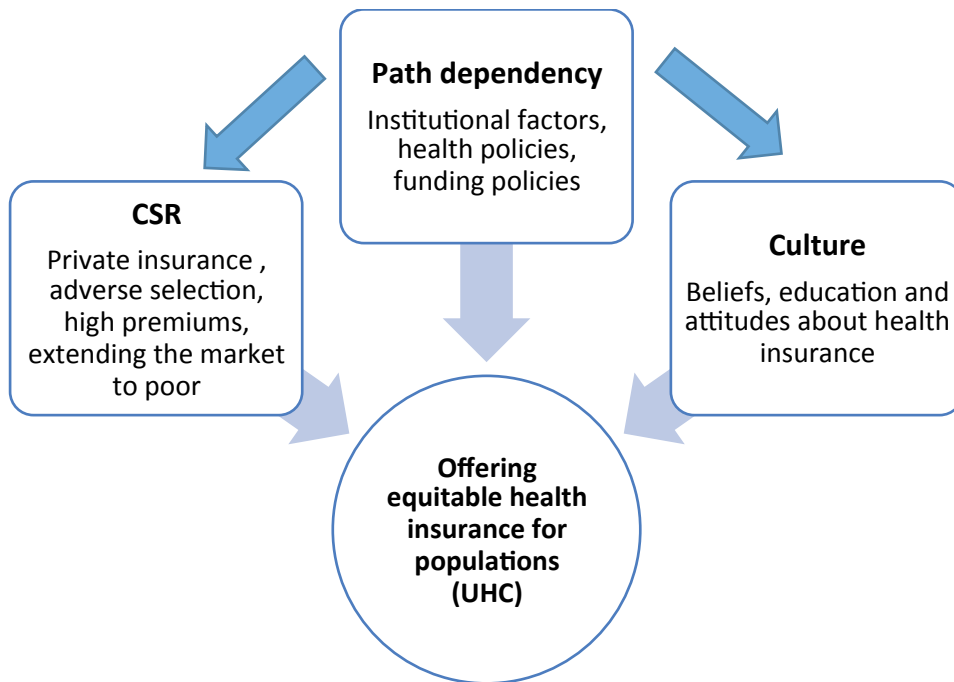 Path dependency
Institutional factors,
health policies,
funding policies
CSR
Private insurance ,
adverse selection,
high premiums,
extending the market
to poor
Culture
Beliefs, education and
attitudes about health
insurance
Offering
equitable health
insurance for
populations
(UHC)